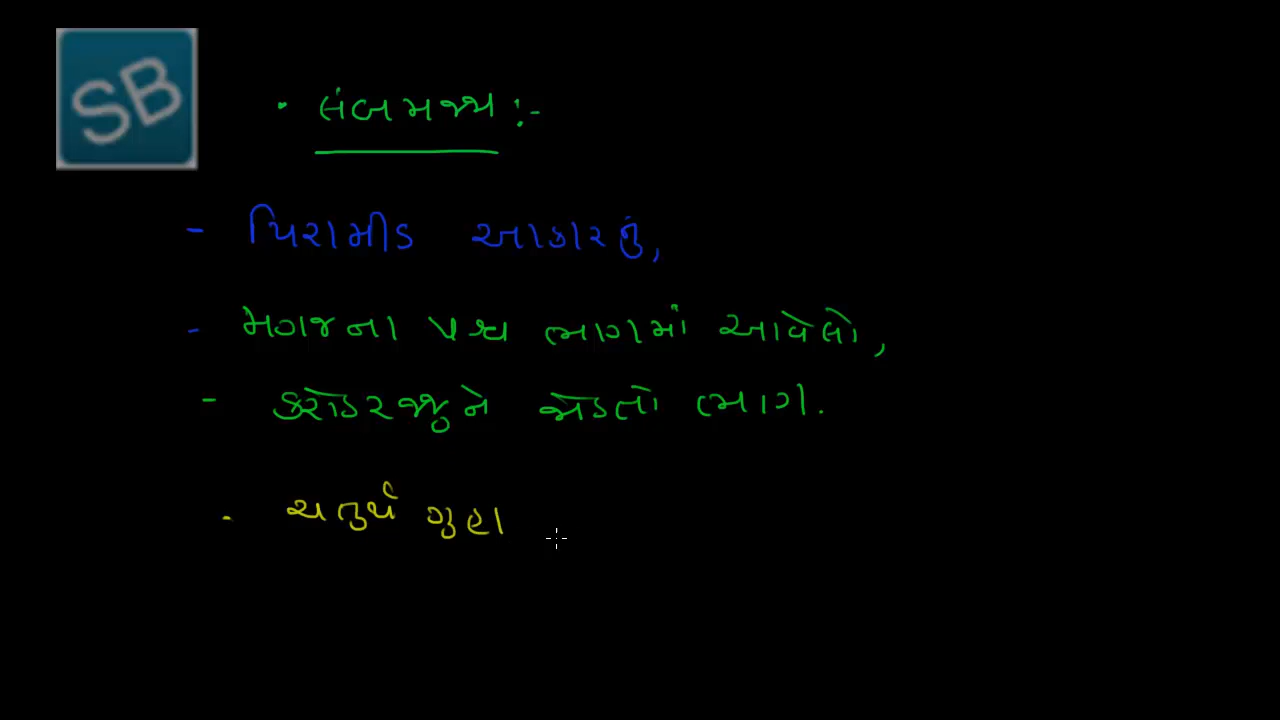 SB
• લંબમજ્જા :-
- પિરામીડ આકારનું,
- મગજના પશ્ચ ભાગમાં આવેલો,
- કરોડરજ્જુને જોડતો ભાગ.
. ચતુર્થ ગુહા